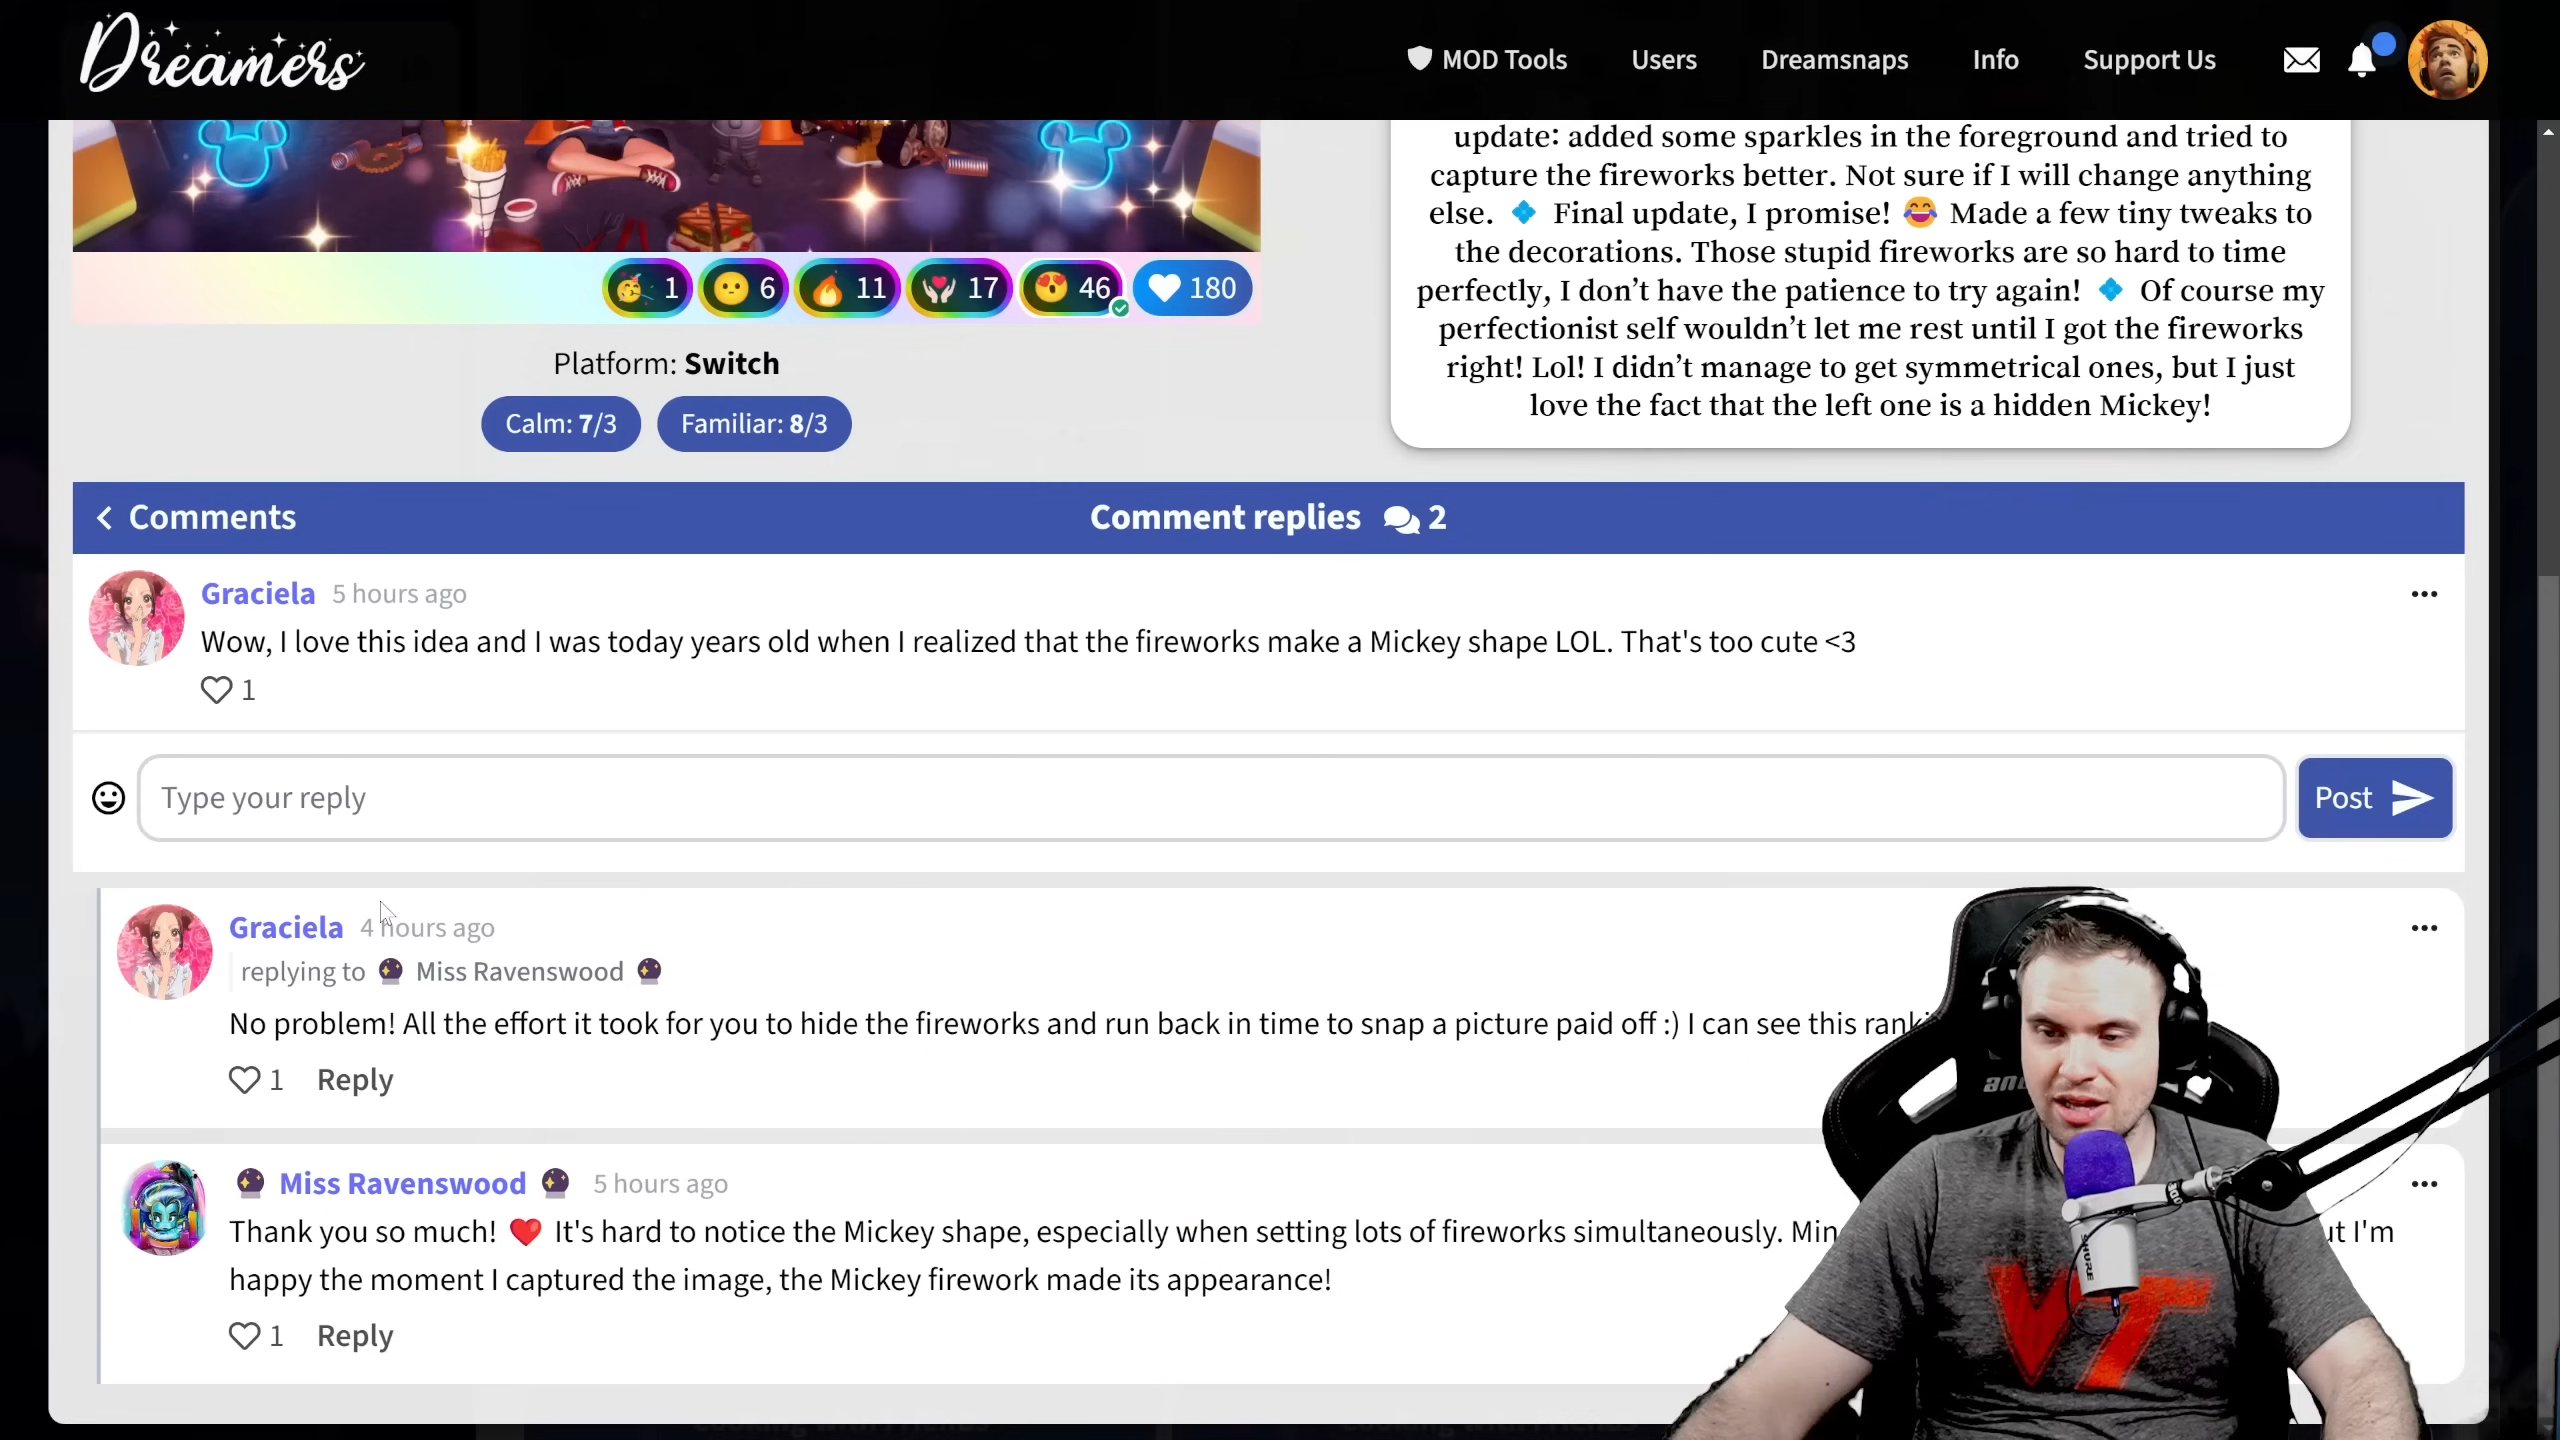 Dreamers
MOD Tools Users Dreamsnaps Info Support Us
update: added some sparkles in the foreground and tried to
capture the fireworks better. Not sure if I will change anything
else. 🔹 Final update, I promise! 😂 Made a few tiny tweaks to
the decorations. Those stupid fireworks are so hard to time
perfectly, I don’t have the patience to try again! 🔹 Of course my
perfectionist self wouldn’t let me rest until I got the fireworks
right! Lol! I didn’t manage to get symmetrical ones, but I just
love the fact that the left one is a hidden Mickey!
1 6 11 17 46 180
Platform: Switch
Calm: 7/3 Familiar: 8/3
Comments
Comment replies 2
Graciela 5 hours ago
Wow, I love this idea and I was today years old when I realized that the fireworks make a Mickey shape LOL. That's too cute <3
1
Type your reply
Post
Graciela 4 hours ago
replying to 🔮 Miss Ravenswood 🔮
No problem! All the effort it took for you to hide the fireworks and run back in time to snap a picture paid off :) I can see this
1 Reply
🔮 Miss Ravenswood 🔮 5 hours ago
Thank you so much! ❤️ It's hard to notice the Mickey shape, especially when setting lots of fireworks simultaneously. I'm
happy the moment I captured the image, the Mickey firework made its appearance!
1 Reply
SHURE
VT